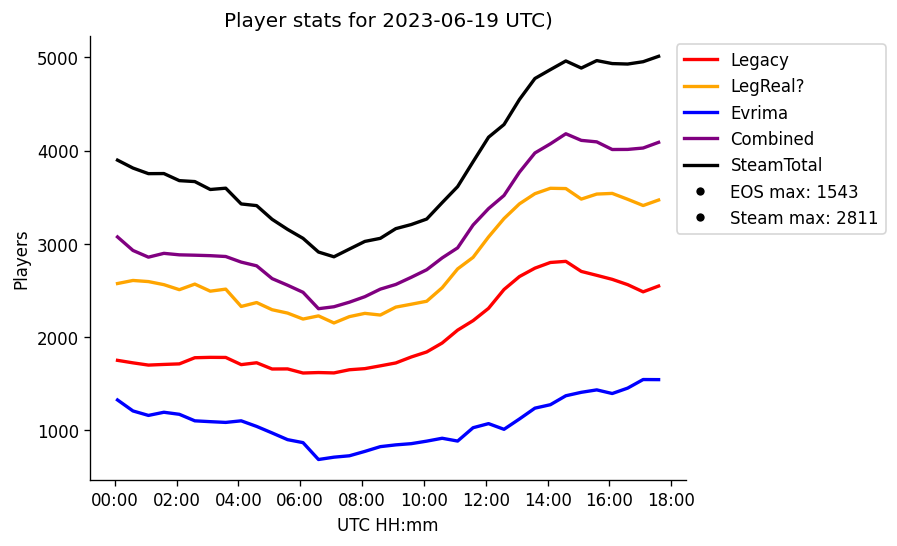 Player stats for 2023-06-19 UTC)
Legacy
LegReal?
Evrima
Combined
SteamTotal
EOS max: 1543
Steam max: 2811
Players
5000
4000
3000
2000
1000
00:00 02:00 04:00 06:00 08:00 10:00 12:00 14:00 16:00 18:00
UTC HH:mm